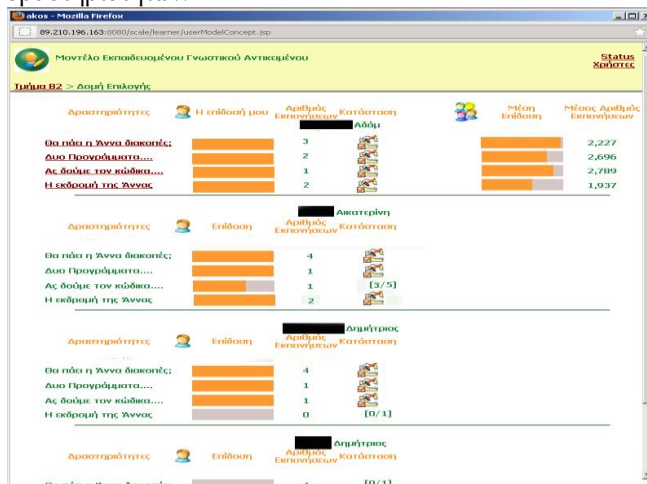 akos - Mozilla Firefox
89.210.196.163:8080/scale/learner/userModelConcept.jsp
Μοντέλο Εκπαιδευομένου Γνωστικού Αντικειμένου
Status
Χρήστες
Τμήμα Β2 > Δομή Επιλογής
Δραστηριότητες Η επίδοσή μου Αριθμός Εκπονήσεων Κατάσταση Μέση Επίδοση Μέσος Αριθμός Εκπονήσεων
Αδάμ
Θα πάει η Άννα διακοπές; 3 2,227
Δυο Προγράμματα.... 2 2,696
Ας δούμε τον κώδικα.... 1 2,789
Η εκδρομή της Άννας 2 1,937
Αικατερίνη
Δραστηριότητες Επίδοση Αριθμός Εκπονήσεων Κατάσταση
Θα πάει η Άννα διακοπές; 4
Δυο Προγράμματα.... 1
Ας δούμε τον κώδικα.... 1 [3/5]
Η εκδρομή της Άννας 2
Δημήτριος
Δραστηριότητες Επίδοση Αριθμός Εκπονήσεων Κατάσταση
Θα πάει η Άννα διακοπές; 4
Δυο Προγράμματα.... 1
Ας δούμε τον κώδικα.... 1
Η εκδρομή της Άννας 0 [0/1]
Δημήτριος
Δραστηριότητες Επίδοση Αριθμός Εκπονήσεων Κατάσταση
[0/1]